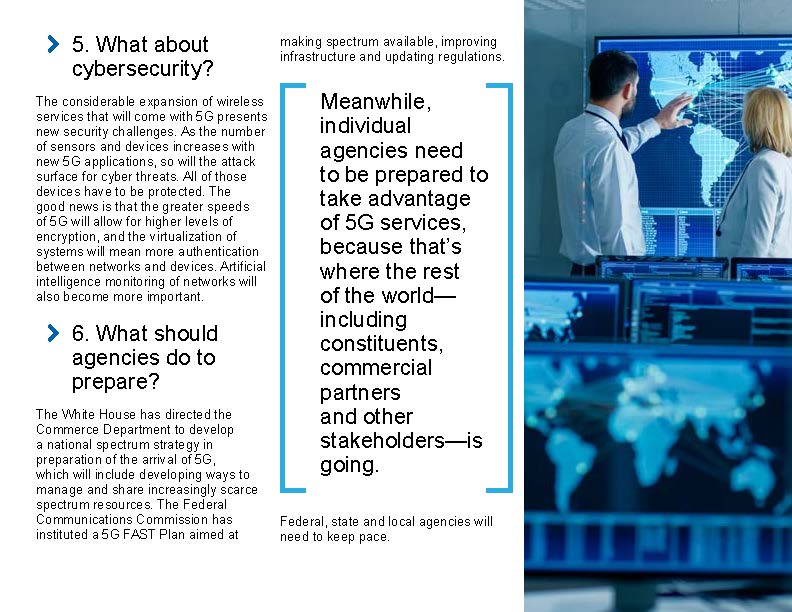 5. What about
cybersecurity?
The considerable expansion of wireless
services that will come with 5G presents
new security challenges. As the number
of sensors and devices increases with
new 5G applications, so will the attack
surface for cyber threats. All of those
devices have to be protected. The
good news is that the greater speeds
of 5G will allow for higher levels of
encryption, and the virtualization of
systems will mean more authentication
between networks and devices. Artificial
intelligence monitoring of networks will
also become more important.
6. What should
agencies do to
prepare?
The White House has directed the
Commerce Department to develop
a national spectrum strategy in
preparation of the arrival of 5G,
which will include developing ways to
manage and share increasingly scarce
spectrum resources. The Federal
Communications Commission has
instituted a 5G FAST Plan aimed at
making spectrum available, improving
infrastructure and updating regulations.
Meanwhile,
individual
agencies need
to be prepared to
take advantage
of 5G services,
because that’s
where the rest
of the world—
including
constituents,
commercial
partners
and other
stakeholders—is
going.
Federal, state and local agencies will
need to keep pace.